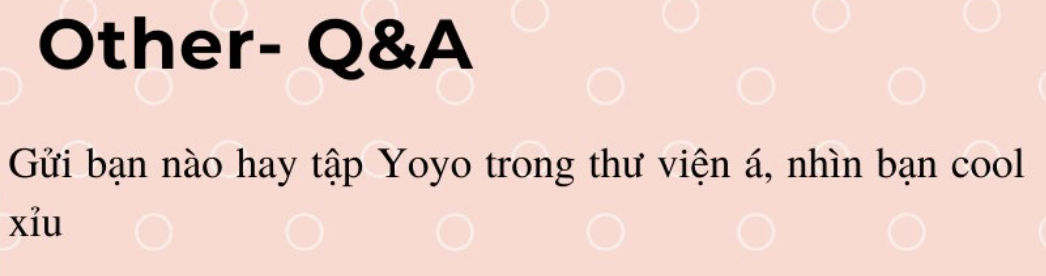 Other- Q&A
Gửi bạn nào hay tập Yoyo trong thư viện á, nhìn bạn cool
xỉu